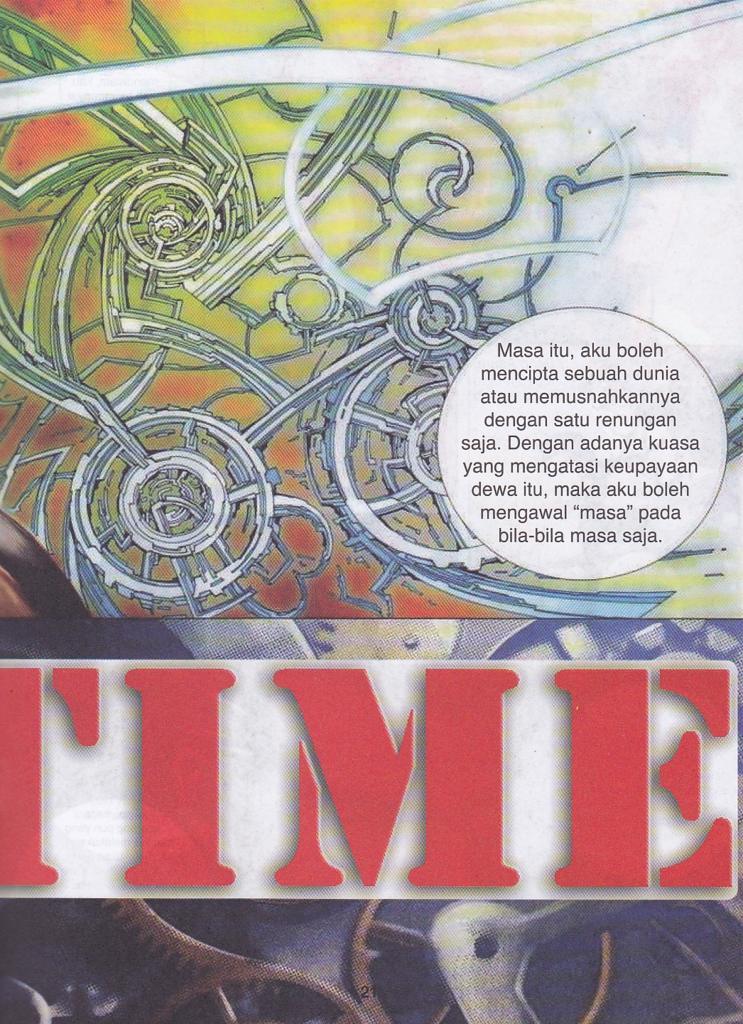 Masa itu, aku boleh
mencipta sebuah dunia
atau memusnahkannya
dengan satu renungan
saja. Dengan adanya kuasa
yang mengatasi keupayaan
dewa itu, maka aku boleh
mengawal “masa” pada
bila-bila masa saja.
TIME